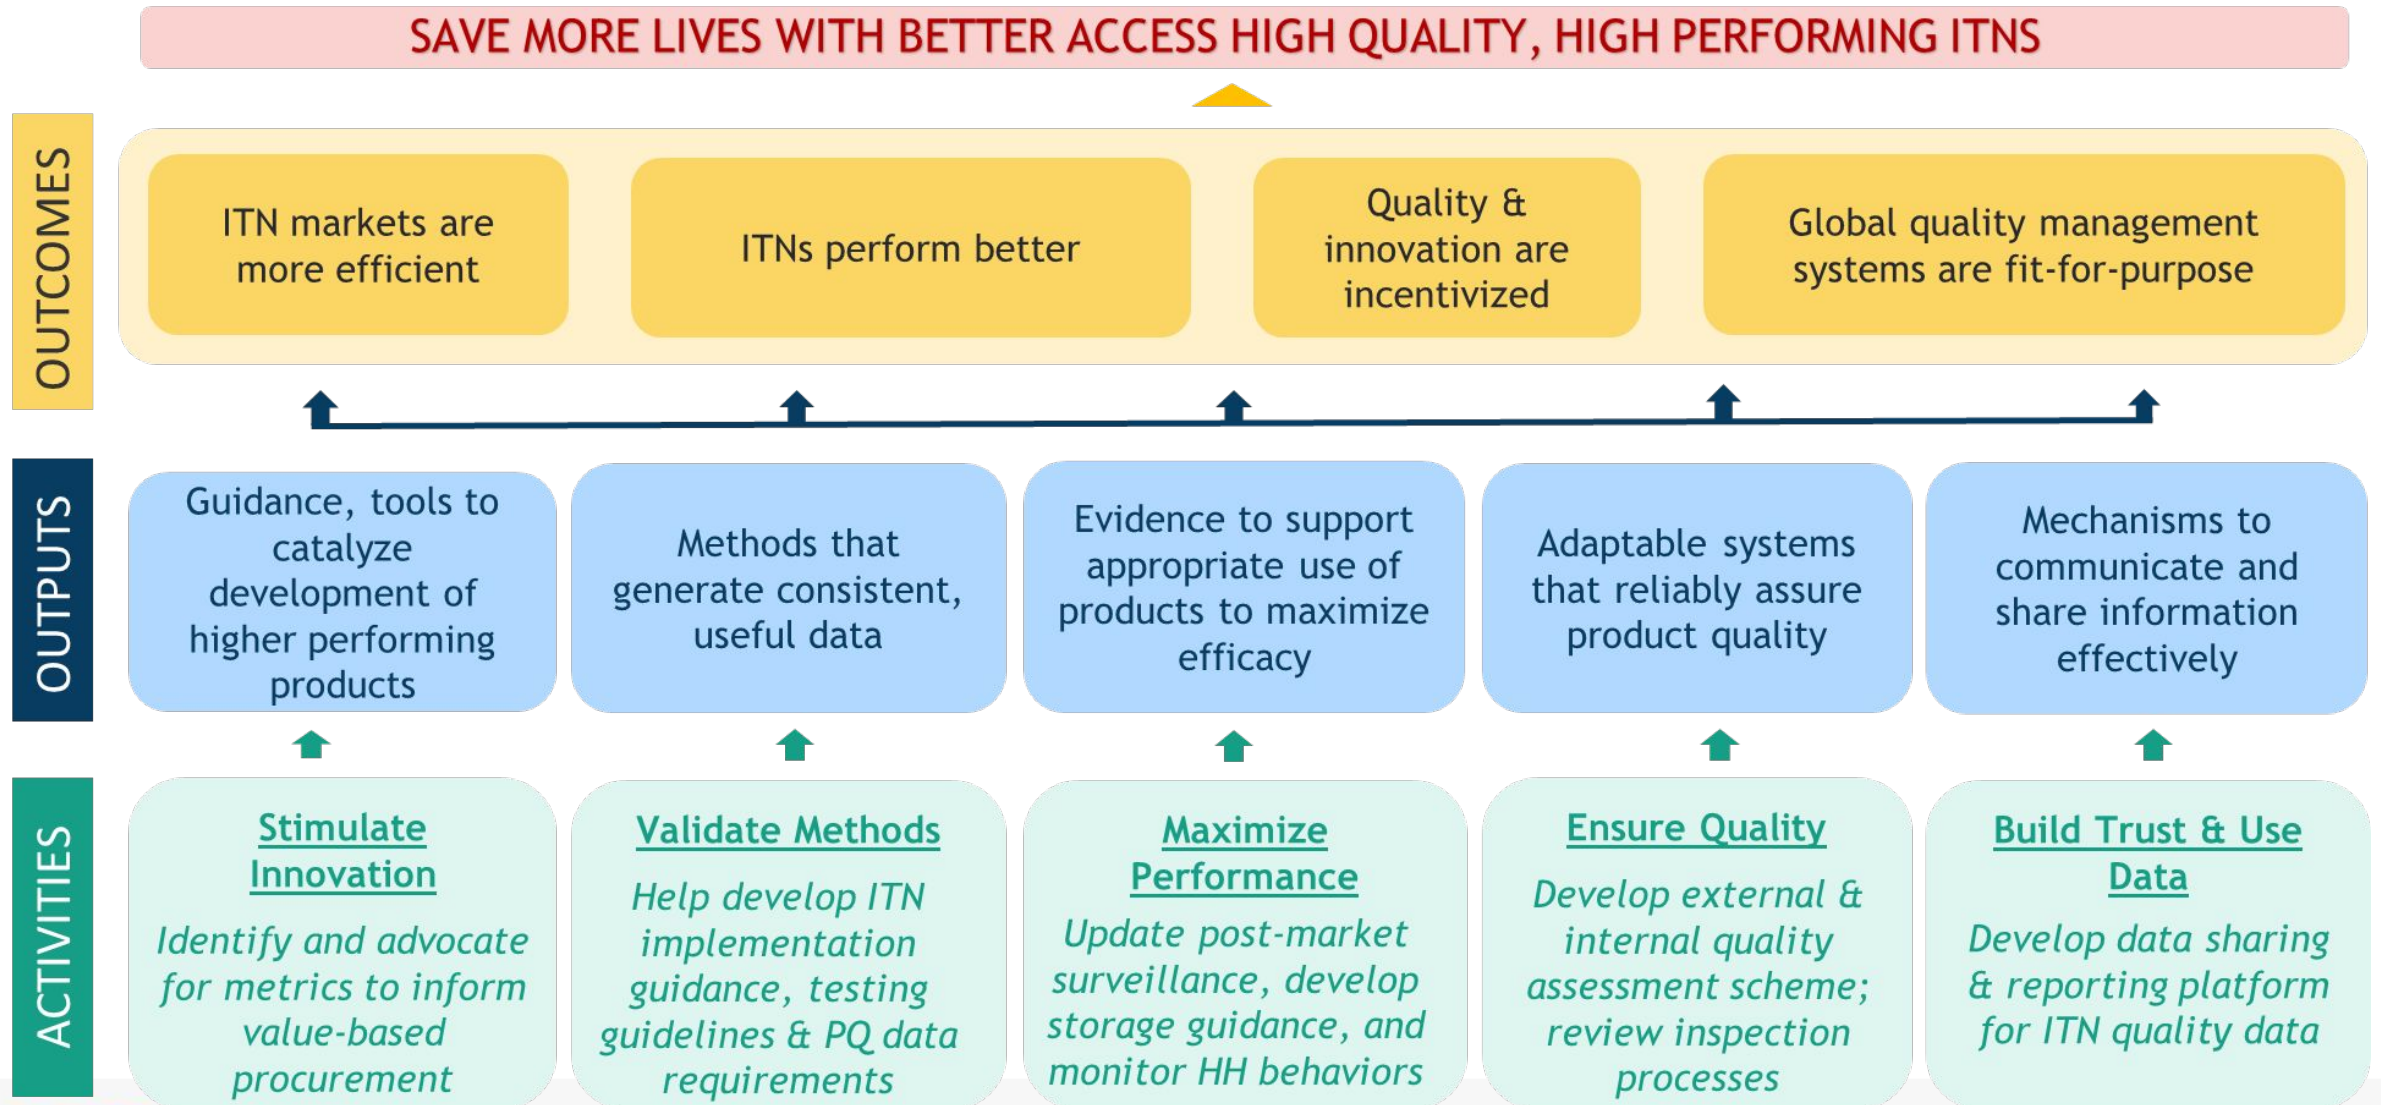 SAVE MORE LIVES WITH BETTER ACCESS HIGH QUALITY, HIGH PERFORMING ITNS
OUTCOMES
ITN markets are
more efficient
ITNs perform better
Quality &
innovation are
incentivized
Global quality management
systems are fit-for-purpose
OUTPUTS
Guidance, tools to
catalyze
development of
higher performing
products
Methods that
generate consistent,
useful data
Evidence to support
appropriate use of
products to maximize
efficacy
Adaptable systems
that reliably assure
product quality
Mechanisms to
communicate and
share information
effectively
ACTIVITIES
Stimulate
Innovation
Identify and advocate
for metrics to inform
value-based
procurement
Validate Methods
Help develop ITN
implementation
guidance, testing
guidelines & PQ data
requirements
Maximize
Performance
Update post-market
surveillance, develop
storage guidance, and
monitor HH behaviors
Ensure Quality
Develop external &
internal quality
assessment scheme;
review inspection
processes
Build Trust & Use
Data
Develop data sharing
& reporting platform
for ITN quality data